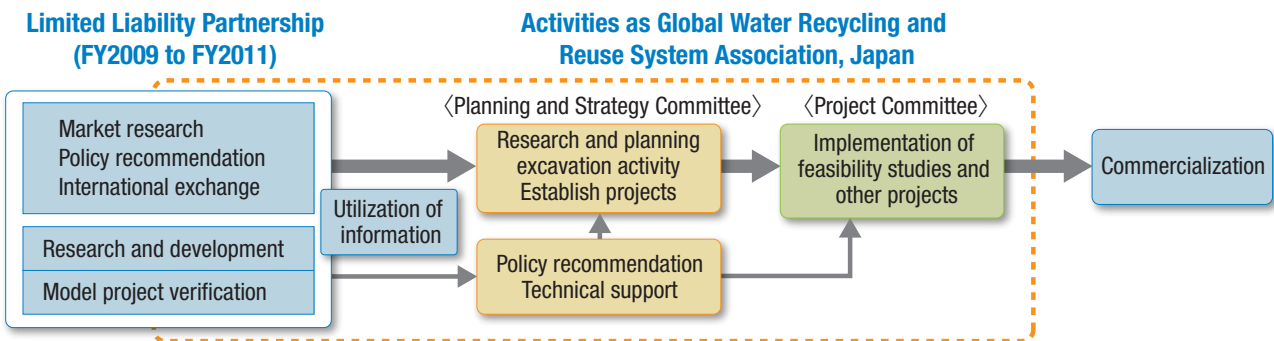 Limited Liability Partnership
(FY2009 to FY2011)
Activities as Global Water Recycling and
Reuse System Association, Japan
Market research
Policy recommendation
International exchange
Research and development
Model project verification
Utilization of
information
〈Planning and Strategy Committee〉
Research and planning
excavation activity
Establish projects
Policy recommendation
Technical support
〈Project Committee〉
Implementation of
feasibility studies and
other projects
Commercialization